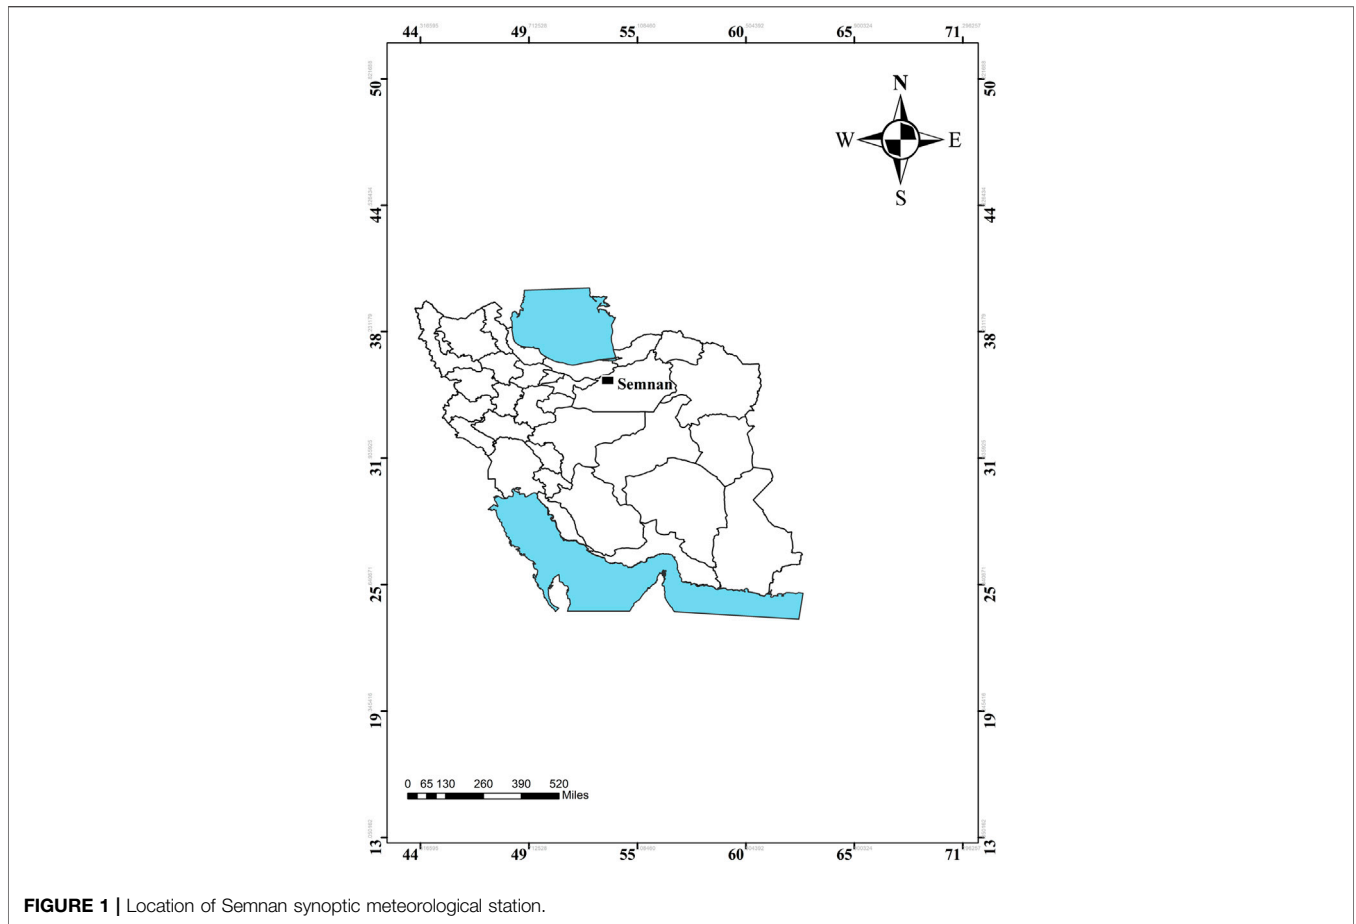 44 49 55 60 65 71
50 50
N
W E
S
44 44
38 38
Semnan
31 31
25 25
19 19
0 65 130 260 390 520
Miles
13 13
44 49 55 60 65 71
FIGURE 1 | Location of Semnan synoptic meteorological station.